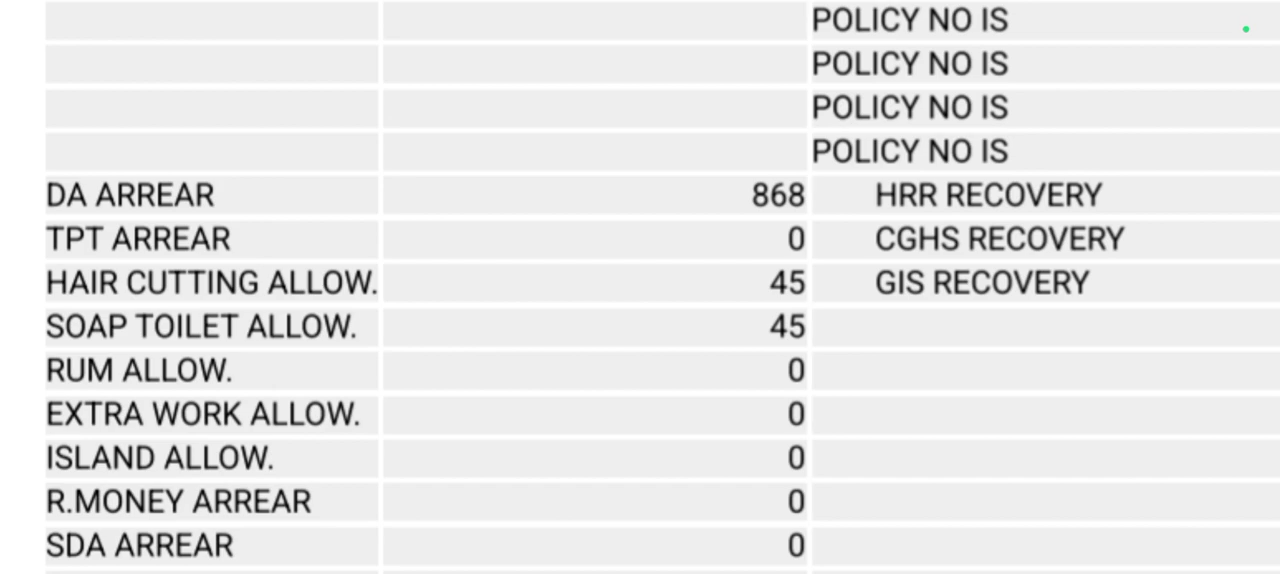 POLICY NO IS
POLICY NO IS
POLICY NO IS
POLICY NO IS
DA ARREAR 868 HRR RECOVERY
TPT ARREAR 0 CGHS RECOVERY
HAIR CUTTING ALLOW. 45 GIS RECOVERY
SOAP TOILET ALLOW. 45
RUM ALLOW. 0
EXTRA WORK ALLOW. 0
ISLAND ALLOW. 0
R.MONEY ARREAR 0
SDA ARREAR 0